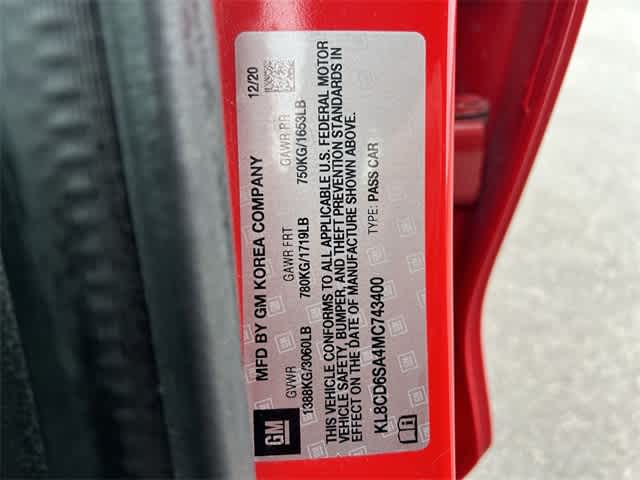 GM
MFD BY GM KOREA COMPANY 12/20
GVWR GAWR FRT GAWR RR
1388KG/3060LB 780KG/1719LB 750KG/1653LB
THIS VEHICLE CONFORMS TO ALL APPLICABLE U.S. FEDERAL MOTOR
VEHICLE SAFETY, BUMPER, AND THEFT PREVENTION STANDARDS IN
EFFECT ON THE DATE OF MANUFACTURE SHOWN ABOVE.
KL8CD6SA4MC743400 TYPE: PASS CAR